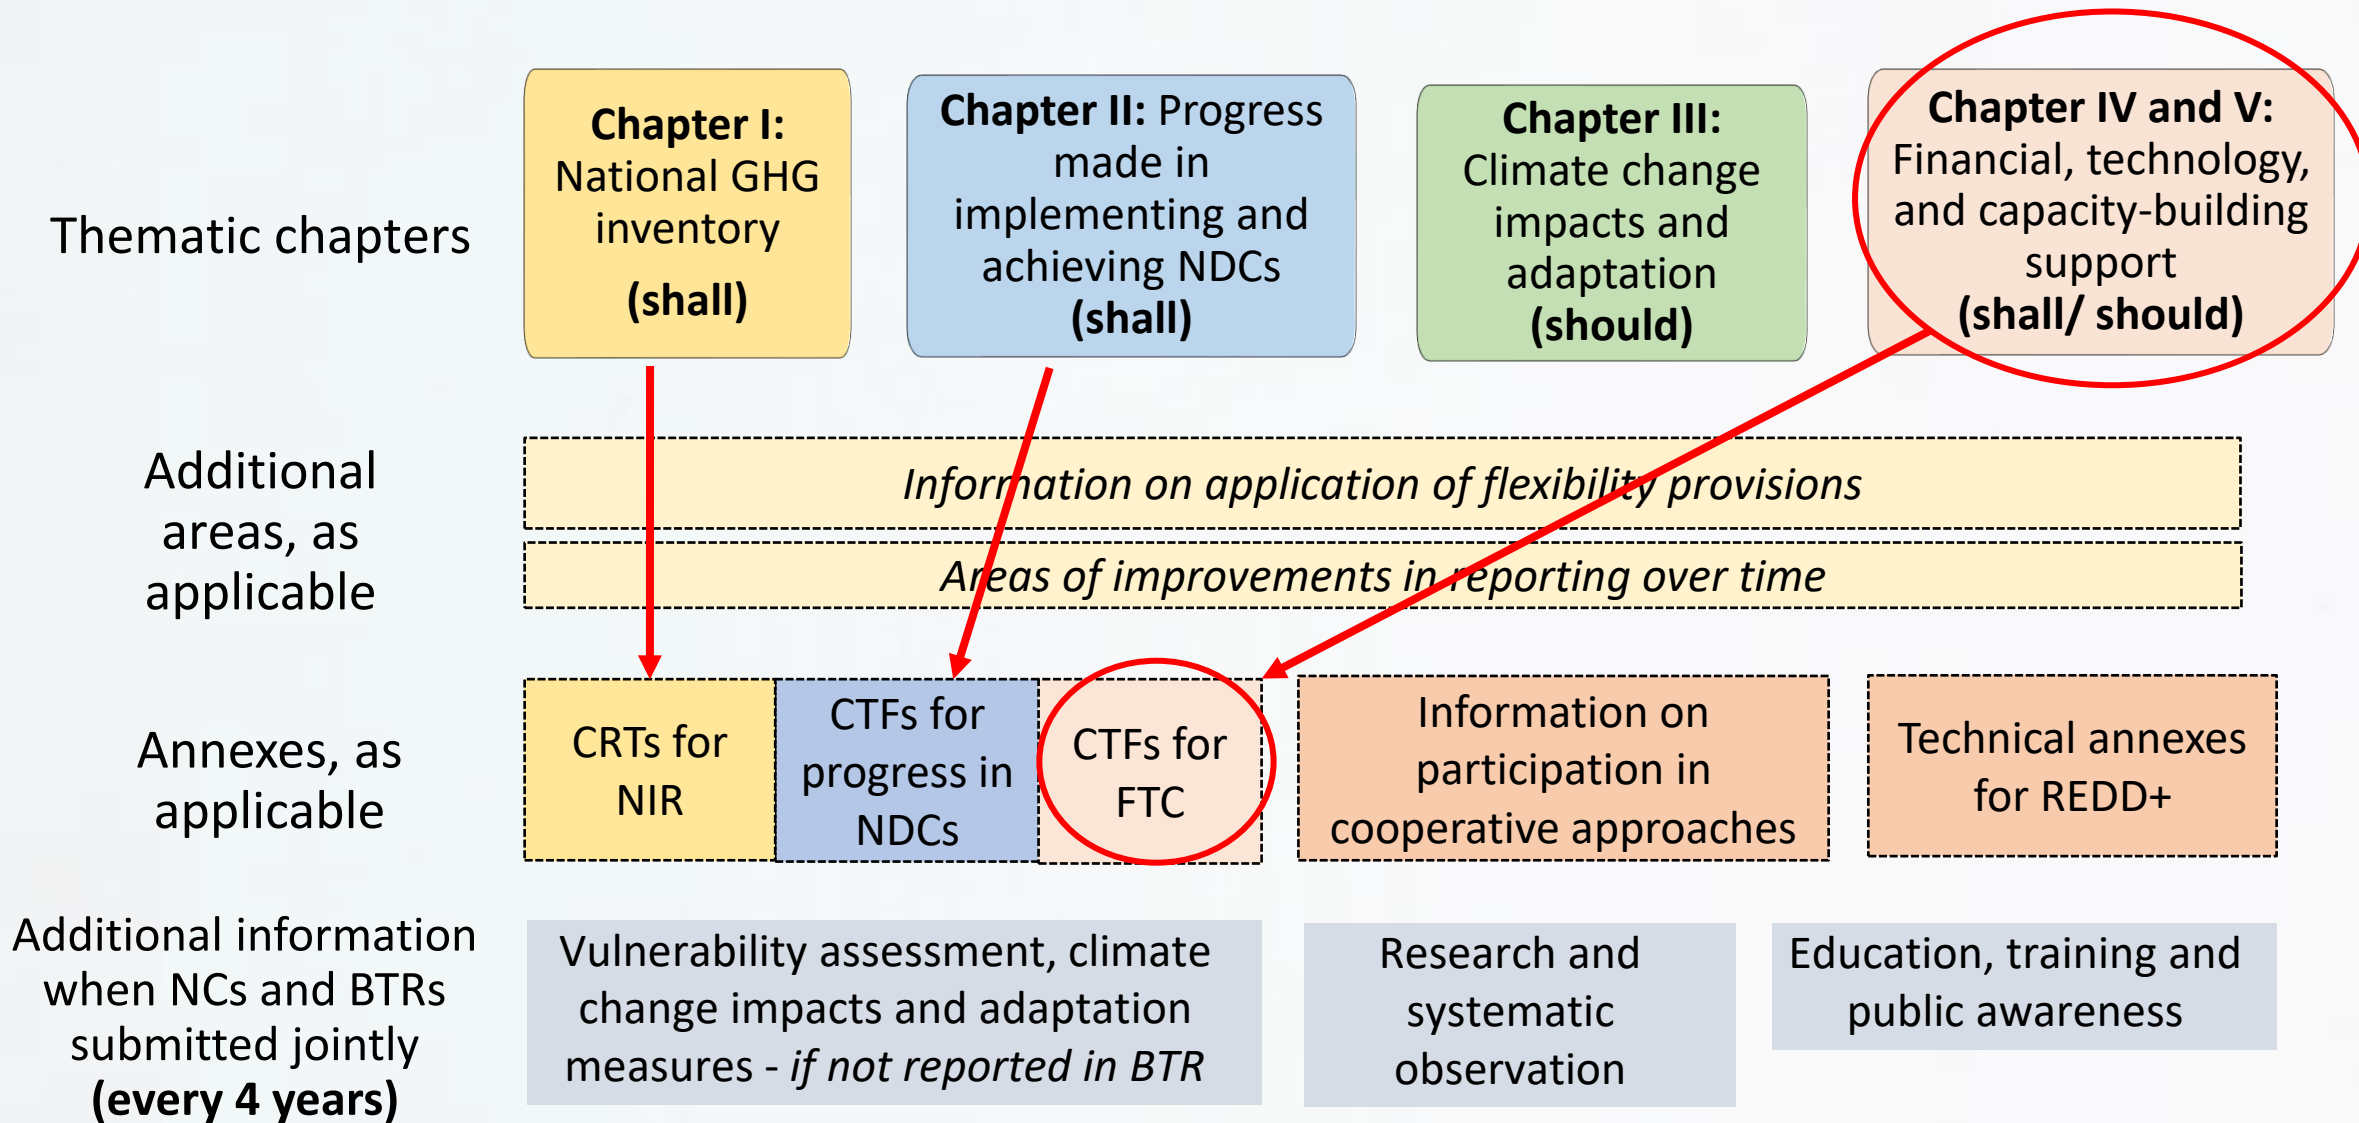 Thematic chapters
Chapter I:
National GHG
inventory
(shall)
Chapter II: Progress
made in
implementing and
achieving NDCs
(shall)
Chapter III:
Climate change
impacts and
adaptation
(should)
Chapter IV and V:
Financial, technology,
and capacity-building
support
(shall/ should)
Additional
areas, as
applicable
Information on application of flexibility provisions
Areas of improvements in reporting over time
Annexes, as
applicable
CRTs for
NIR
CTFs for
progress in
NDCs
CTFs for
FTC
Information on
participation in
cooperative approaches
Technical annexes
for REDD+
Additional information
when NCs and BTRs
submitted jointly
(every 4 years)
Vulnerability assessment, climate
change impacts and adaptation
measures - if not reported in BTR
Research and
systematic
observation
Education, training and
public awareness